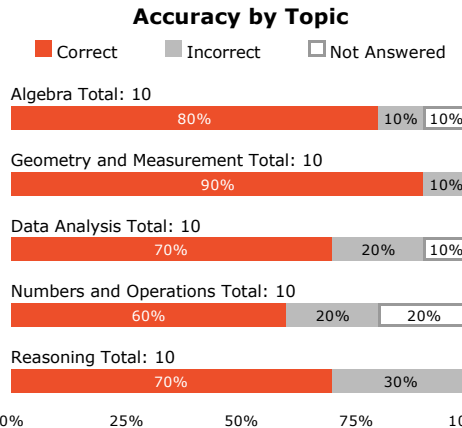 Accuracy by Topic
Correct Incorrect Not Answered
Algebra Total: 10
80% 10% 10%
Geometry and Measurement Total: 10
90% 10%
Data Analysis Total: 10
70% 20% 10%
Numbers and Operations Total: 10
60% 20% 20%
Reasoning Total: 10
70% 30%
0% 25% 50% 75% 10